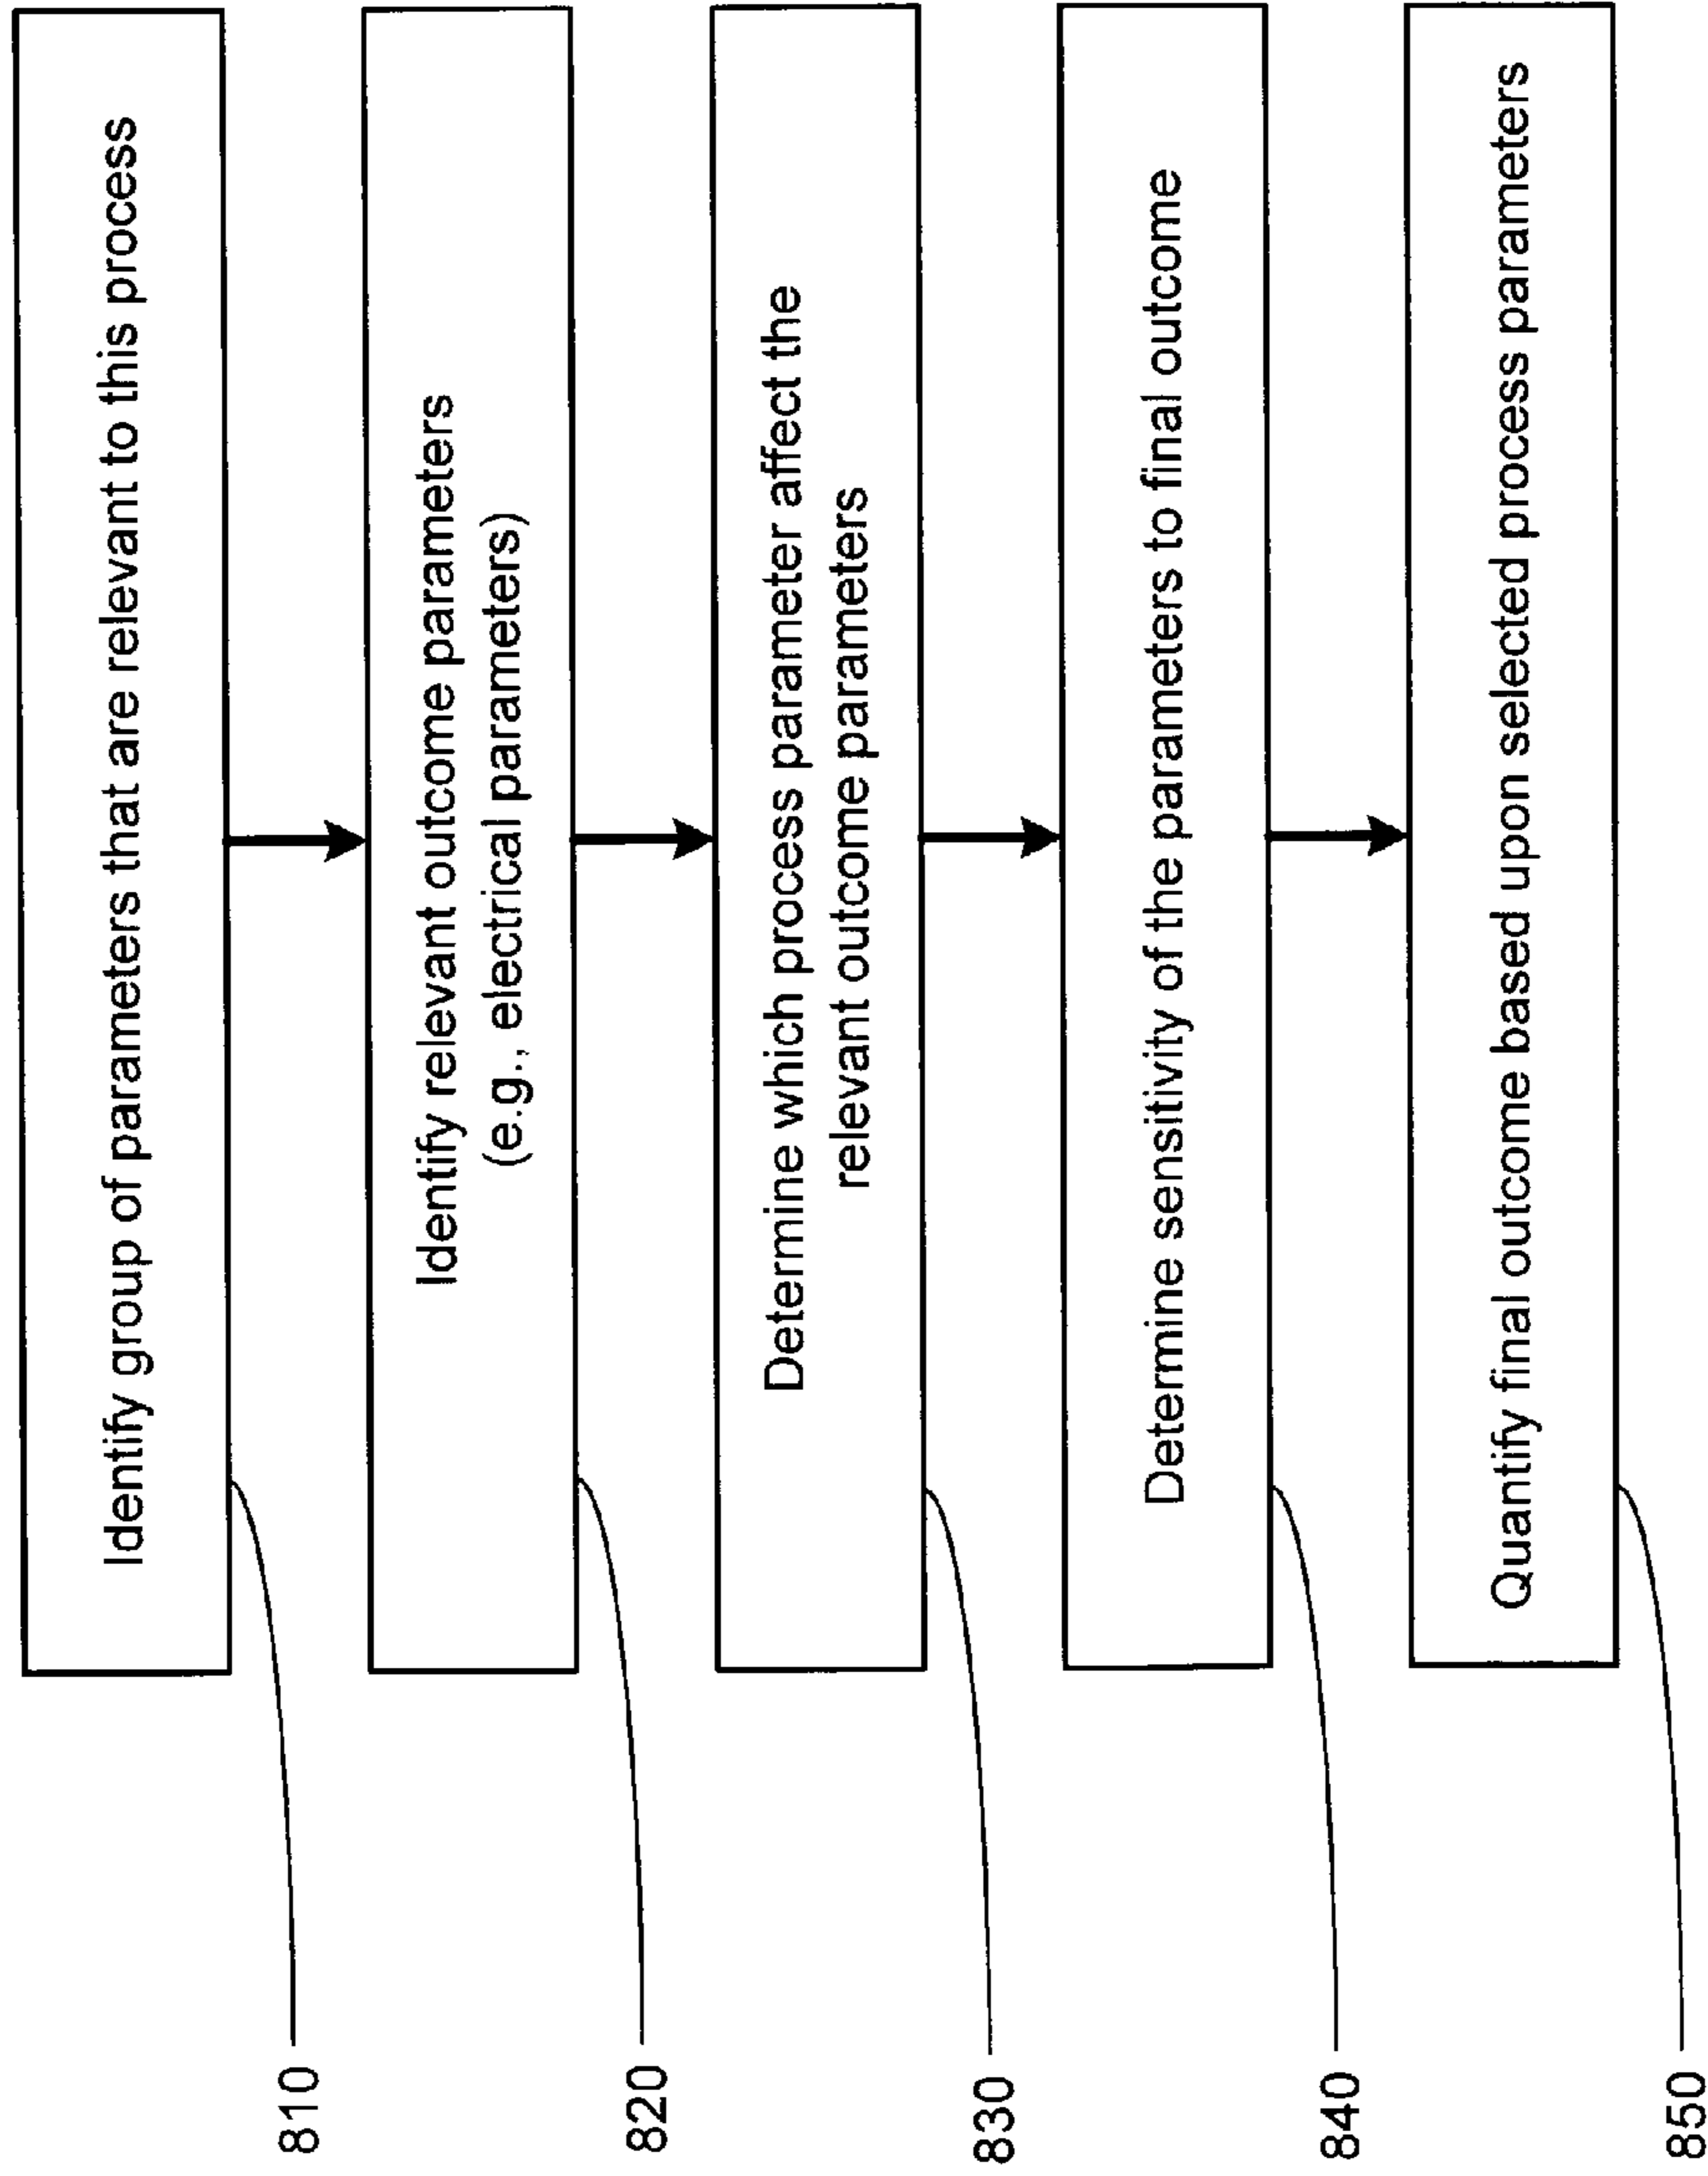 Identify group of parameters that are relevant to this process
810
Identify relevant outcome parameters
(e.g., electrical parameters)
820
Determine which process parameter affect the
relevant outcome parameters
830
Determine sensitivity of the parameters to final outcome
840
Quantify final outcome based upon selected process parameters
850